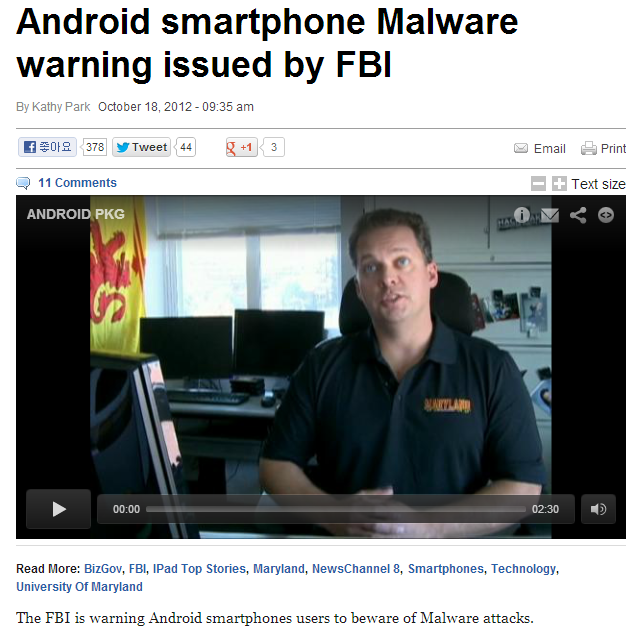 Android smartphone Malware
warning issued by FBI
By Kathy Park October 18, 2012 - 09:35 am
좋아요 378 Tweet 44 +1 3 Email Print
11 Comments Text size
ANDROID PKG
MARYLAND
00:00 02:30
Read More: BizGov, FBI, IPad Top Stories, Maryland, NewsChannel 8, Smartphones, Technology,
University Of Maryland
The FBI is warning Android smartphones users to beware of Malware attacks.